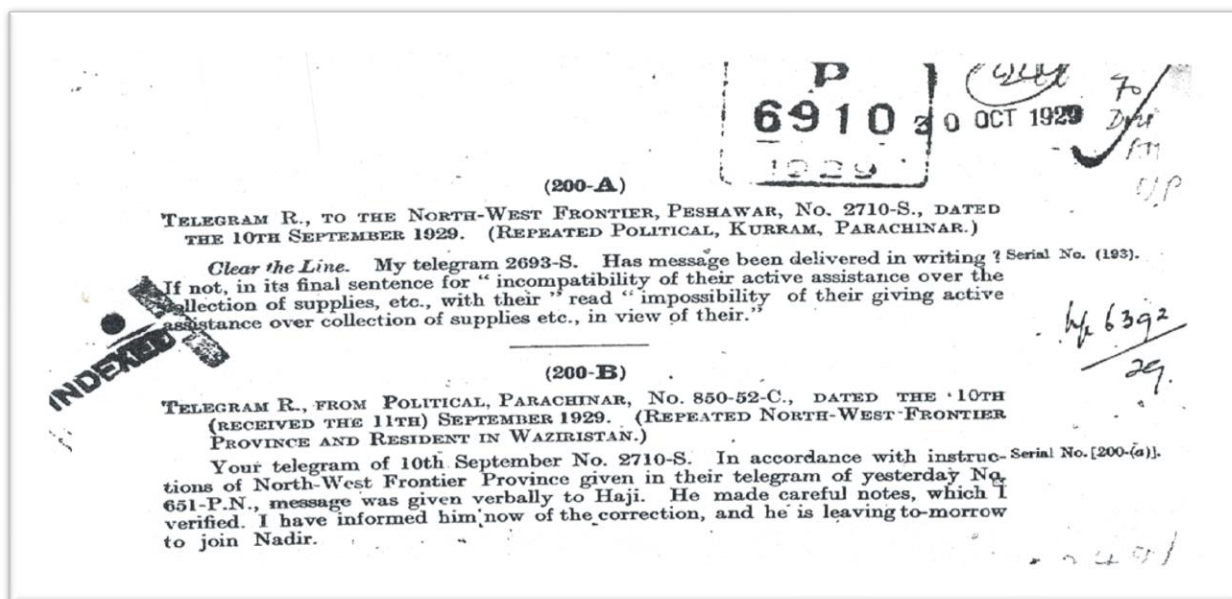 P
6910
30 OCT 1929
1929
To
(200-A)
TELEGRAM R., TO THE NORTH-WEST FRONTIER, PESHAWAR, NO. 2710-S., DATED
THE 10TH SEPTEMBER 1929. (REPEATED POLITICAL, KURRAM, PARACHINAR.)
Clear the Line. My telegram 2693-S. Has message been delivered in writing ? Serial No. (193).
If not, in its final sentence for " incompatibility of their active assistance over the
collection of supplies, etc., with their " read " impossibility of their giving active
assistance over collection of supplies etc., in view of their."
INDEXED
6392
29.
(200-B)
TELEGRAM R., FROM POLITICAL, PARACHINAR, NO. 850-52-C., DATED THE 10TH
(RECEIVED THE 11TH) SEPTEMBER 1929. (REPEATED NORTH-WEST FRONTIER
PROVINCE AND RESIDENT IN WAZIRISTAN.)
Your telegram of 10th September No. 2710-S. In accordance with instruc- Serial No. [200-(a)].
tions of North-West Frontier Province given in their telegram of yesterday No.
651-P.N., message was given verbally to Haji. He made careful notes, which I
verified. I have informed him now of the correction, and he is leaving to-morrow
to join Nadir.